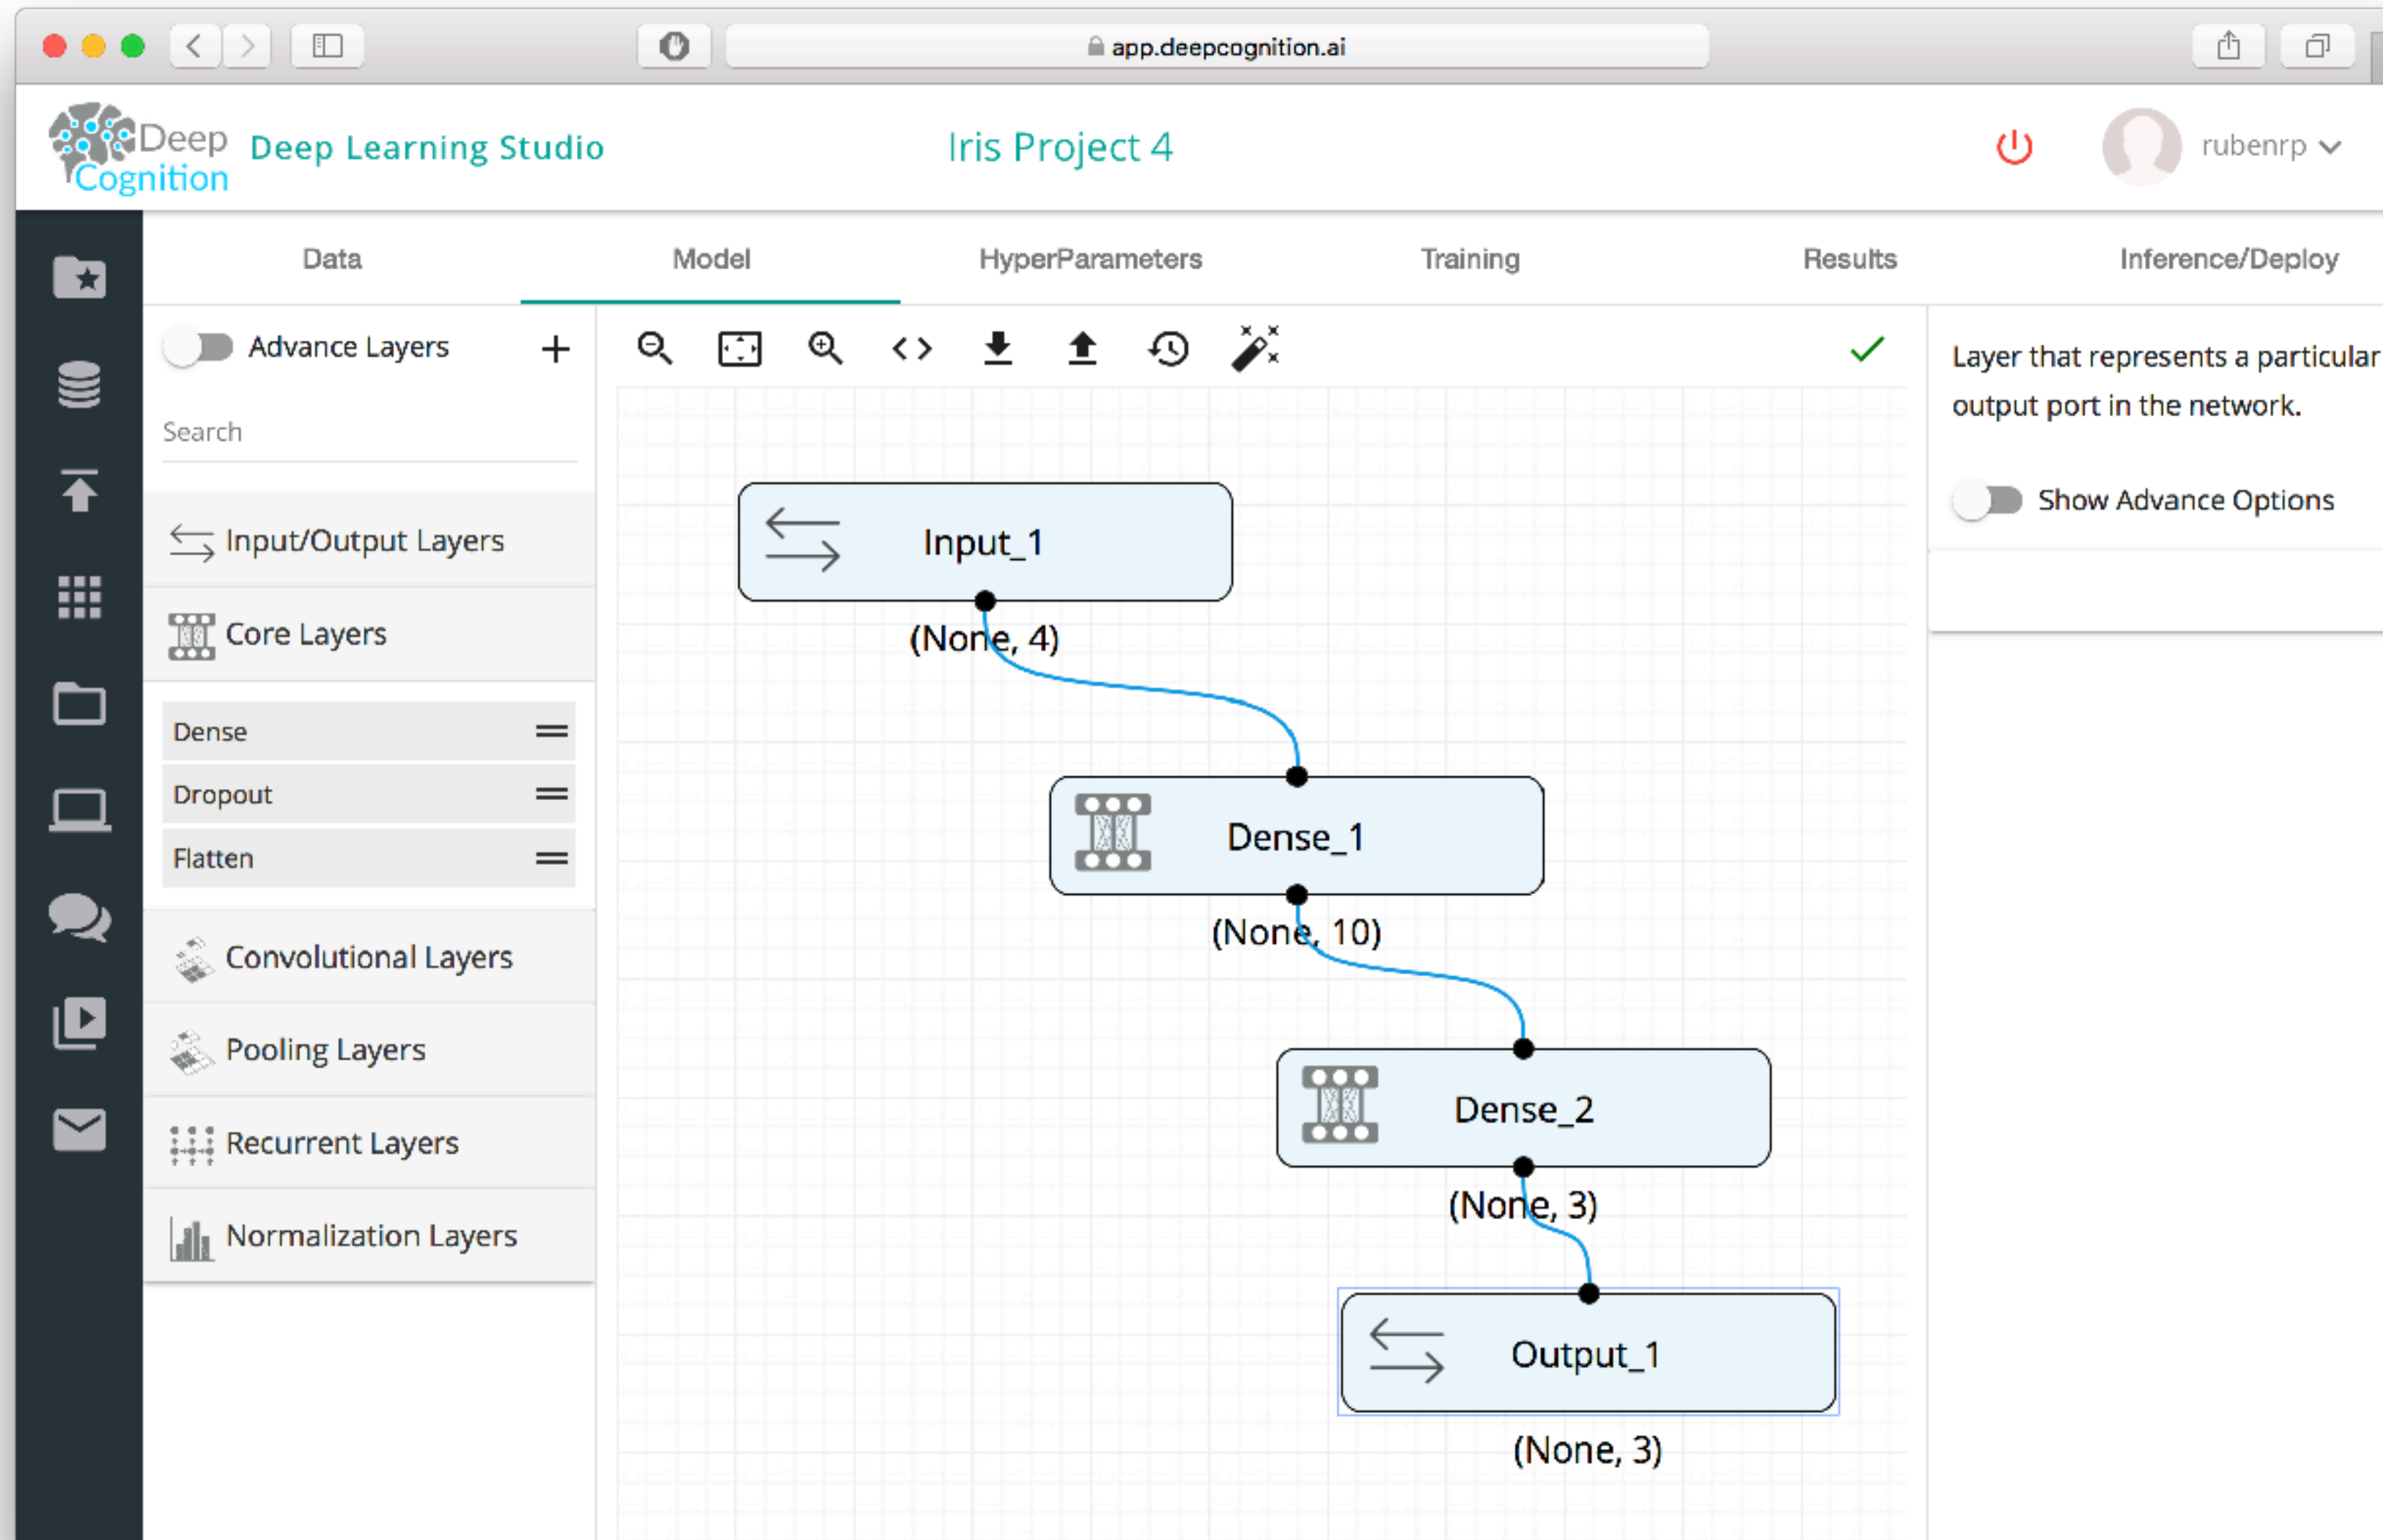 app.deepcognition.ai
Deep
Cognition
Deep Learning Studio
Iris Project 4
rubenrp
Data
Model
HyperParameters
Training
Results
Inference/Deploy
Advance Layers
Search
Input/Output Layers
Core Layers
Dense
Dropout
Flatten
Convolutional Layers
Pooling Layers
Recurrent Layers
Normalization Layers
Input_1
(None, 4)
Dense_1
(None, 10)
Dense_2
(None, 3)
Output_1
(None, 3)
Layer that represents a particular
output port in the network.
Show Advance Options